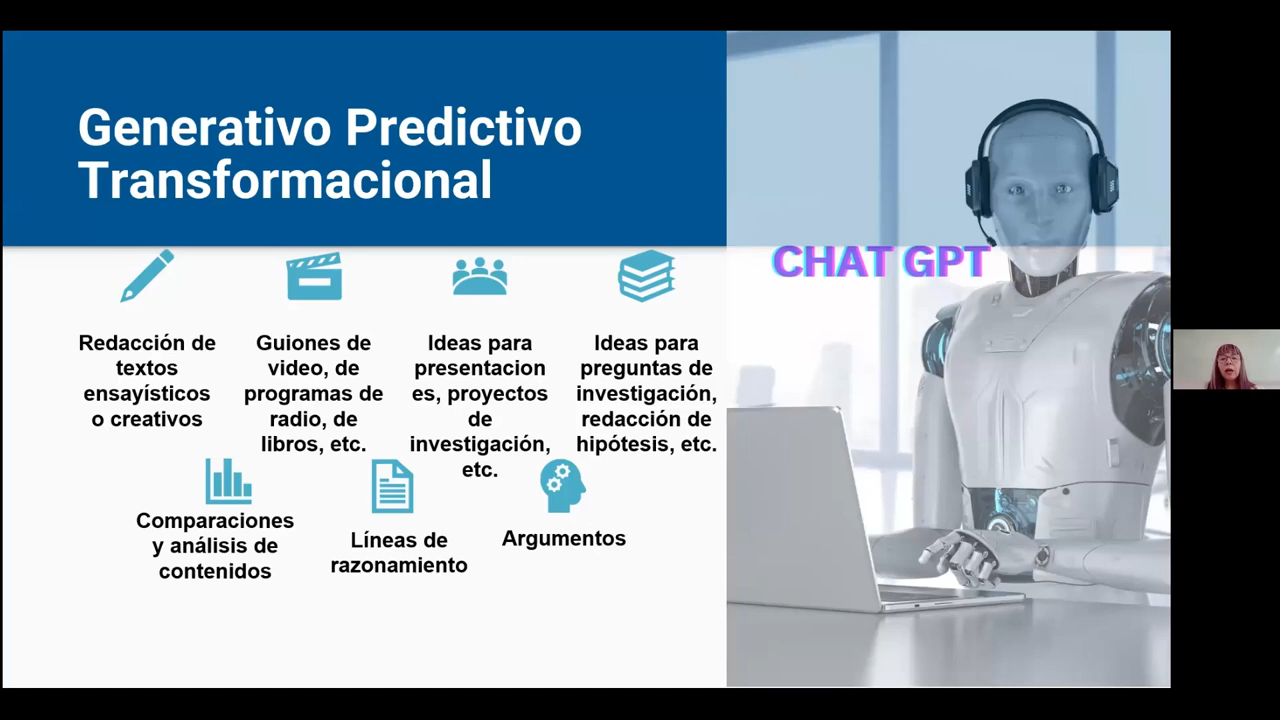 Generativo Predictivo
Transformacional
CHAT GPT
Redacción de
textos
ensayísticos
o creativos
Guiones de
video, de
programas de
radio, de
libros, etc.
Ideas para
presentacion
es, proyectos
de
investigación,
etc.
Ideas para
preguntas de
investigación,
redacción de
hipótesis, etc.
Comparaciones
y análisis de
contenidos
Líneas de
razonamiento
Argumentos